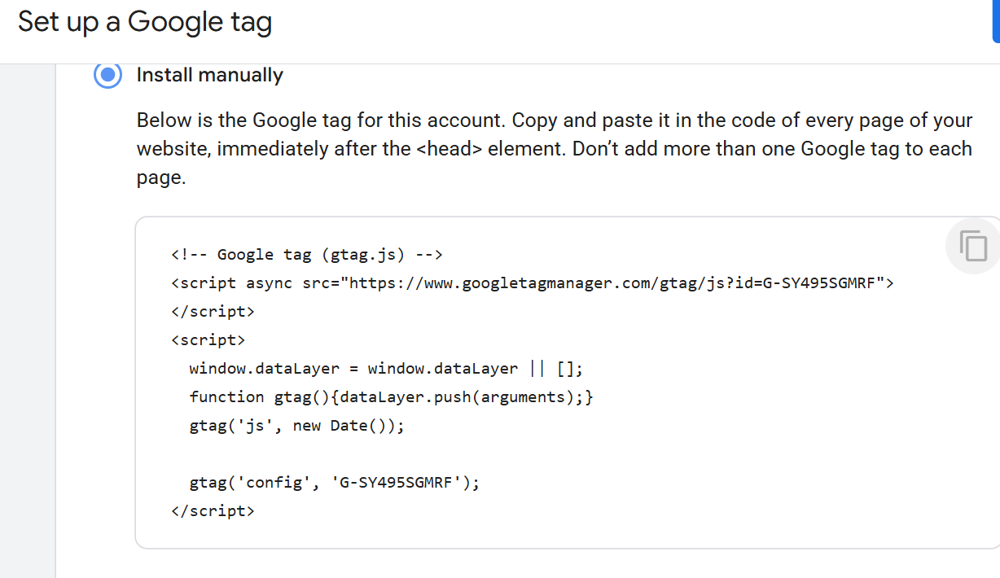 Set up a Google tag
Install manually
Below is the Google tag for this account. Copy and paste it in the code of every page of your
website, immediately after the <head> element. Don’t add more than one Google tag to each
page.
<!-- Google tag (gtag.js) -->
<script async src="https://www.googletagmanager.com/gtag/js?id=G-SY495SGMRF">
</script>
<script>
  window.dataLayer = window.dataLayer || [];
  function gtag(){dataLayer.push(arguments);}
  gtag('js', new Date());

  gtag('config', 'G-SY495SGMRF');
</script>